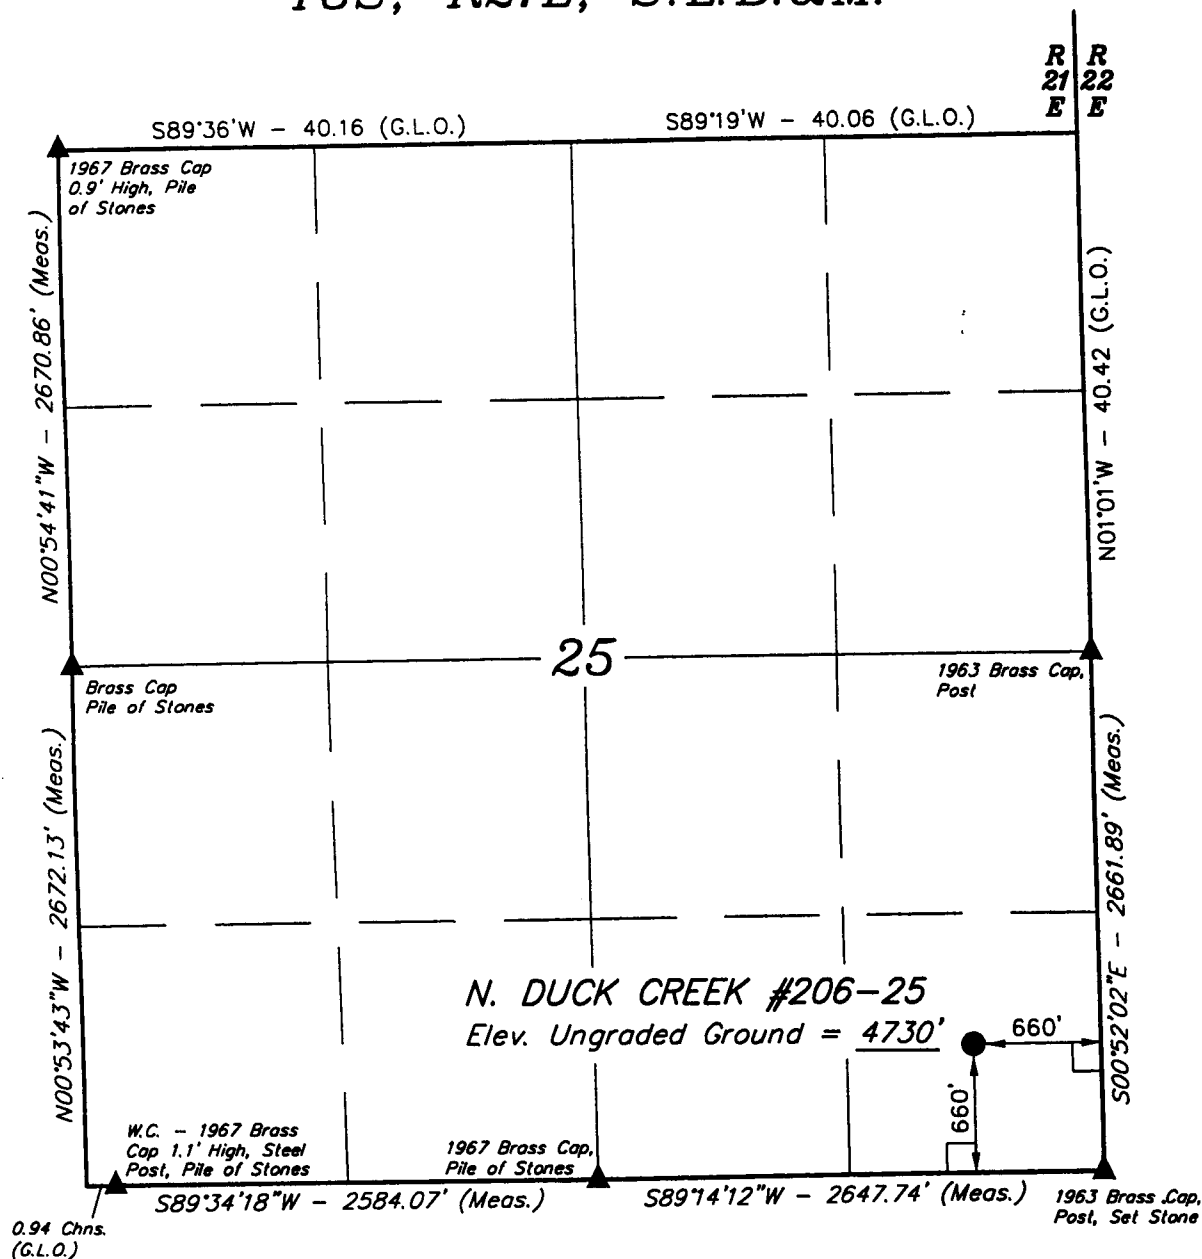 R R
21 22
E E
S89°36'W - 40.16 (G.L.O.)
S89°19'W - 40.06 (G.L.O.)
1967 Brass Cap
0.9' High, Pile
of Stones
N00°54'41"W - 2670.86' (Meas.)
N01°01'W - 40.42 (G.L.O.)
25
Brass Cap
Pile of Stones
1963 Brass Cap,
Post
N00°53'43"W - 2672.13' (Meas.)
S00°52'02"E - 2661.89' (Meas.)
N. DUCK CREEK #206-25
Elev. Ungraded Ground = 4730'
660'
660'
W.C. - 1967 Brass
Cap 1.1' High, Steel
Post, Pile of Stones
1967 Brass Cap,
Pile of Stones
S89°34'18"W - 2584.07' (Meas.)
S89°14'12"W - 2647.74' (Meas.)
1963 Brass Cap,
Post, Set Stone
0.94 Chns.
(G.L.O.)